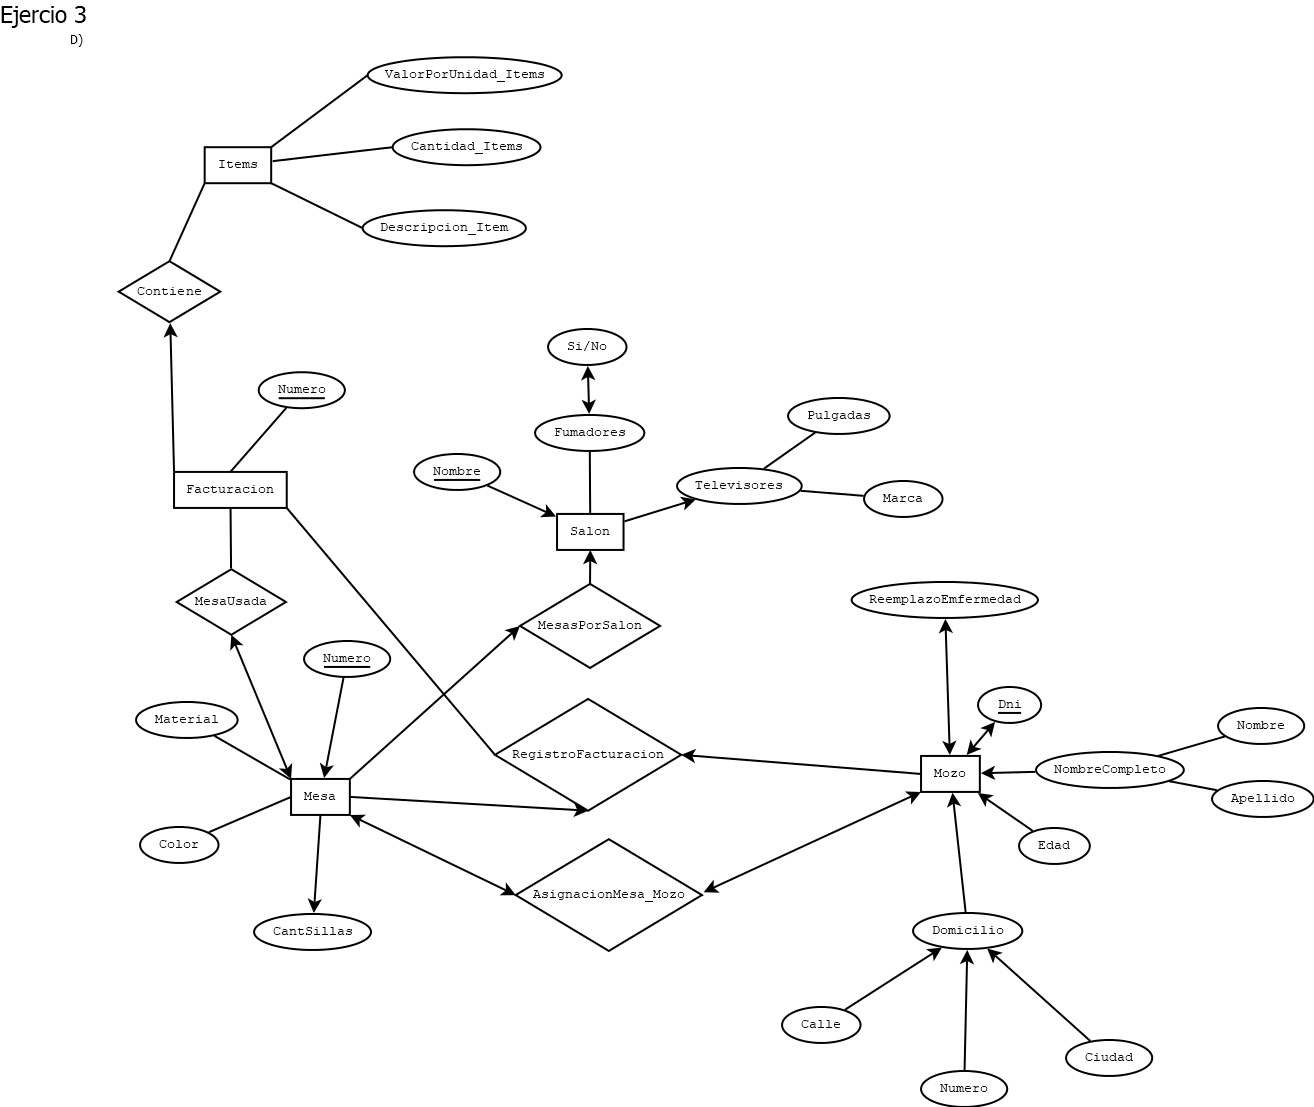 Ejercio 3
D)
ValorPorUnidad_Items
Cantidad_Items
Items
Descripcion_Item
Contiene
Si/No
Numero
Pulgadas
Fumadores
Nombre
Televisores
Facturacion
Marca
Salon
MesaUsada
ReemplazoEmfermedad
MesasPorSalon
Numero
Dni
Material
Nombre
RegistroFacturacion
NombreCompleto
Mozo
Mesa
Apellido
Color
Edad
AsignacionMesa_Mozo
CantSillas
Domicilio
Calle
Ciudad
Numero